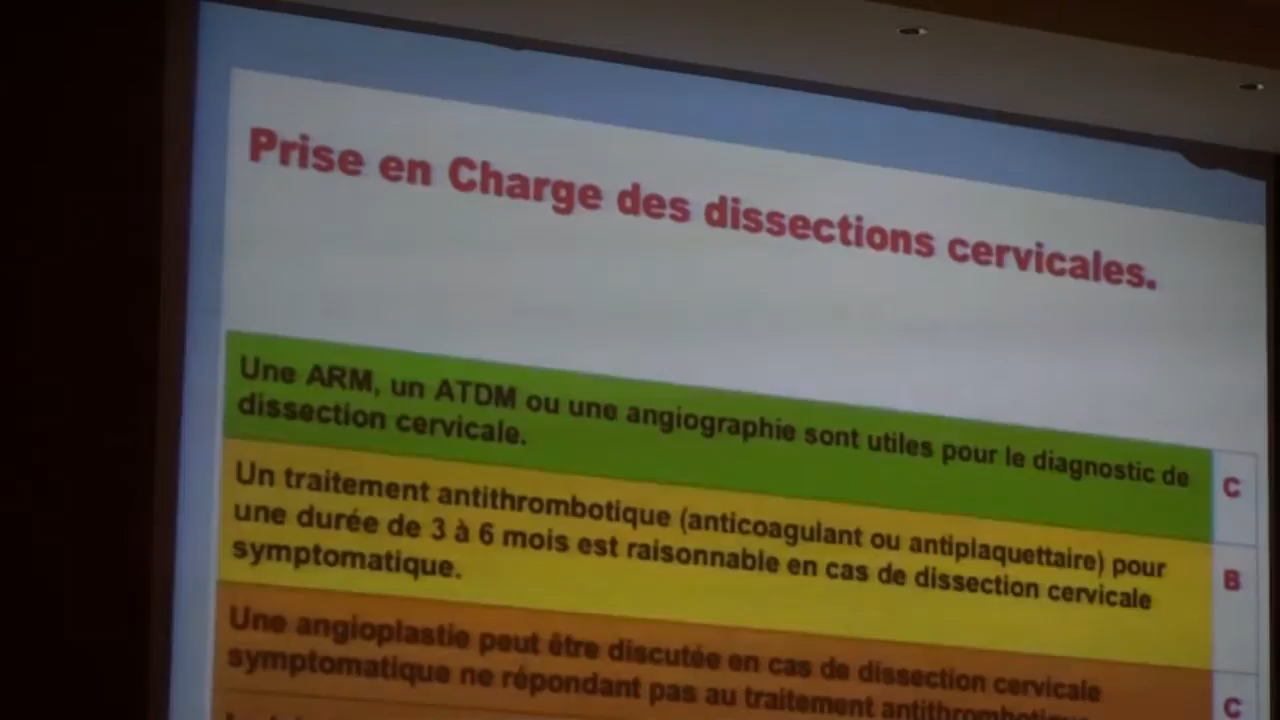 Prise en Charge des dissections cervicales.
Une ARM, un ATDM ou une angiographie sont utiles pour le diagnostic de
dissection cervicale.
C
Un traitement antithrombotique (anticoagulant ou antiplaquettaire) pour
une durée de 3 à 6 mois est raisonnable en cas de dissection cervicale
symptomatique.
B
Une angioplastie peut être discutée en cas de dissection cervicale
symptomatique ne répondant pas au traitement
C